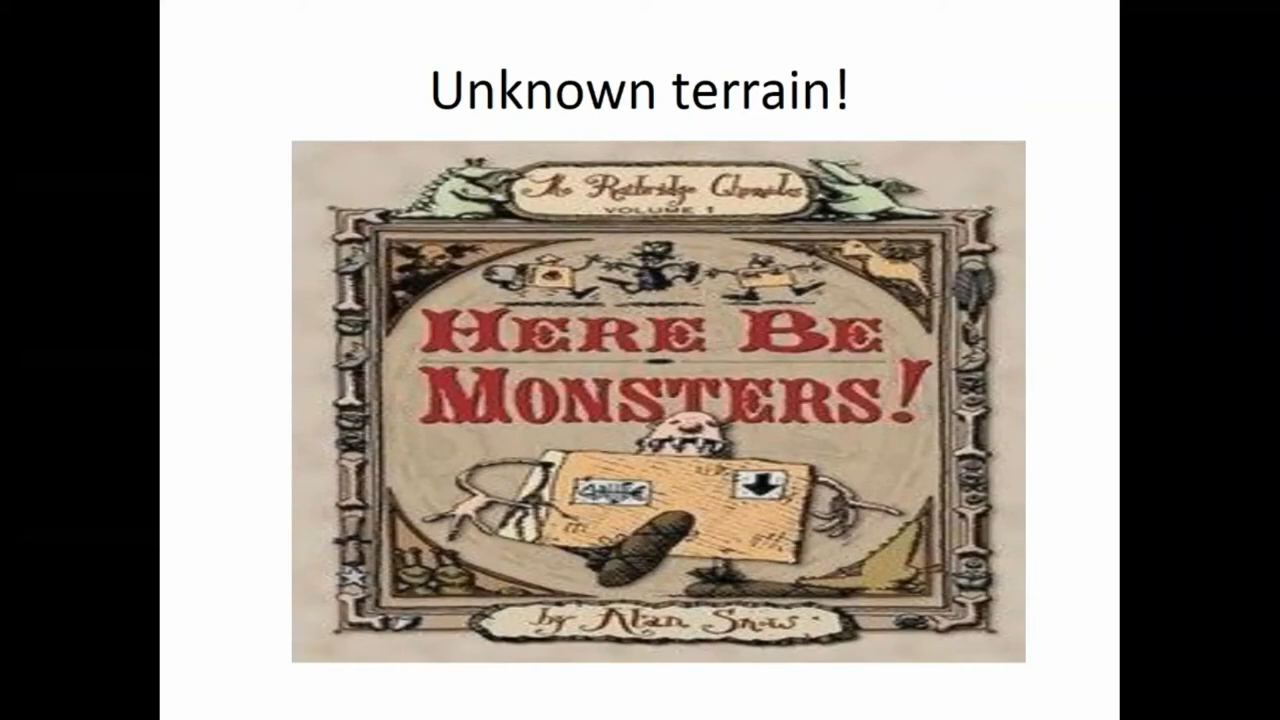 Unknown terrain!
The Ratbridge Chronicles
VOLUME 1
HERE BE
MONSTERS!
by Alan Snow